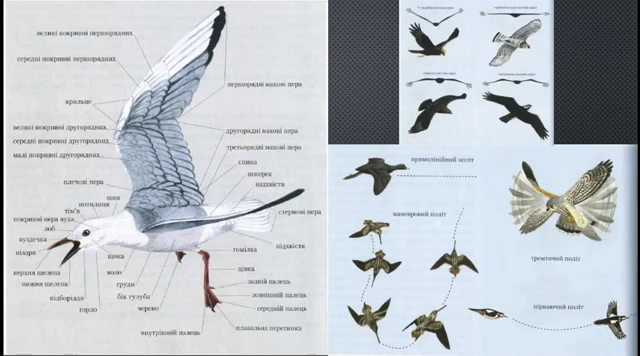 великі покривні першорядних
середні покривні першорядних
першорядні махові пера
крильце
великі покривні другорядних
середні покривні другорядних
малі покривні другорядних
другорядні махові пера
третьорядні махові пера
спина
поперек
надхвістя
плечові пера
шия
потилиця
тім'я
покривні пера вуха
лоб
вуздечка
ніздря
верхня щелепа
нижня щелепа
підборіддя
горло
щока
воло
груди
бік тулуба
черево
внутрішній палець
стернові пера
підхвістя
гомілка
цівка
задній палець
зовнішній палець
середній палець
плавальна перетинка
прямолінійний політ
маневровий політ
тремтячий політ
пірнаючий політ